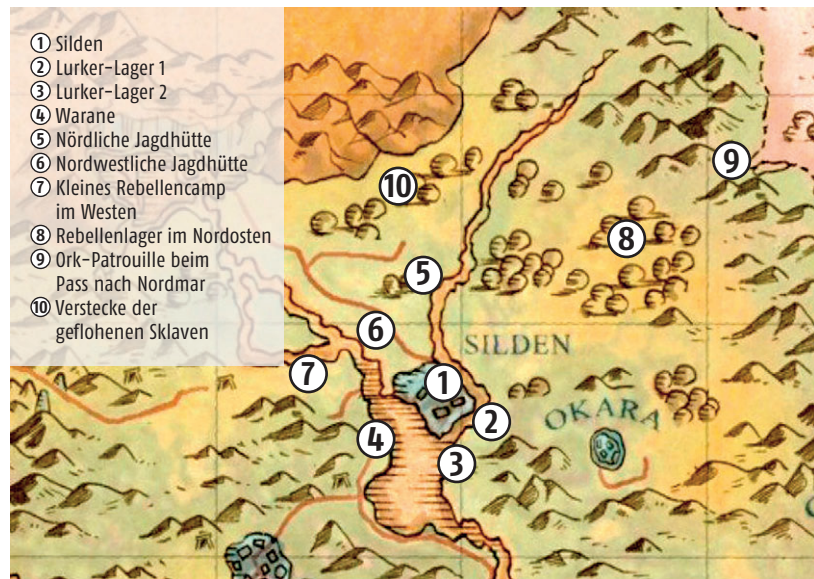 ① Silden
② Lurker-Lager 1
③ Lurker-Lager 2
④ Warane
⑤ Nördliche Jagdhütte
⑥ Nordwestliche Jagdhütte
⑦ Kleines Rebellencamp
im Westen
⑧ Rebellenlager im Nordosten
⑨ Ork-Patrouille beim
Pass nach Nordmar
⑩ Verstecke der
geflohenen Sklaven
⑨
⑩
⑧
⑤
⑥
SILDEN
⑦
①
OKARA
②
④
③